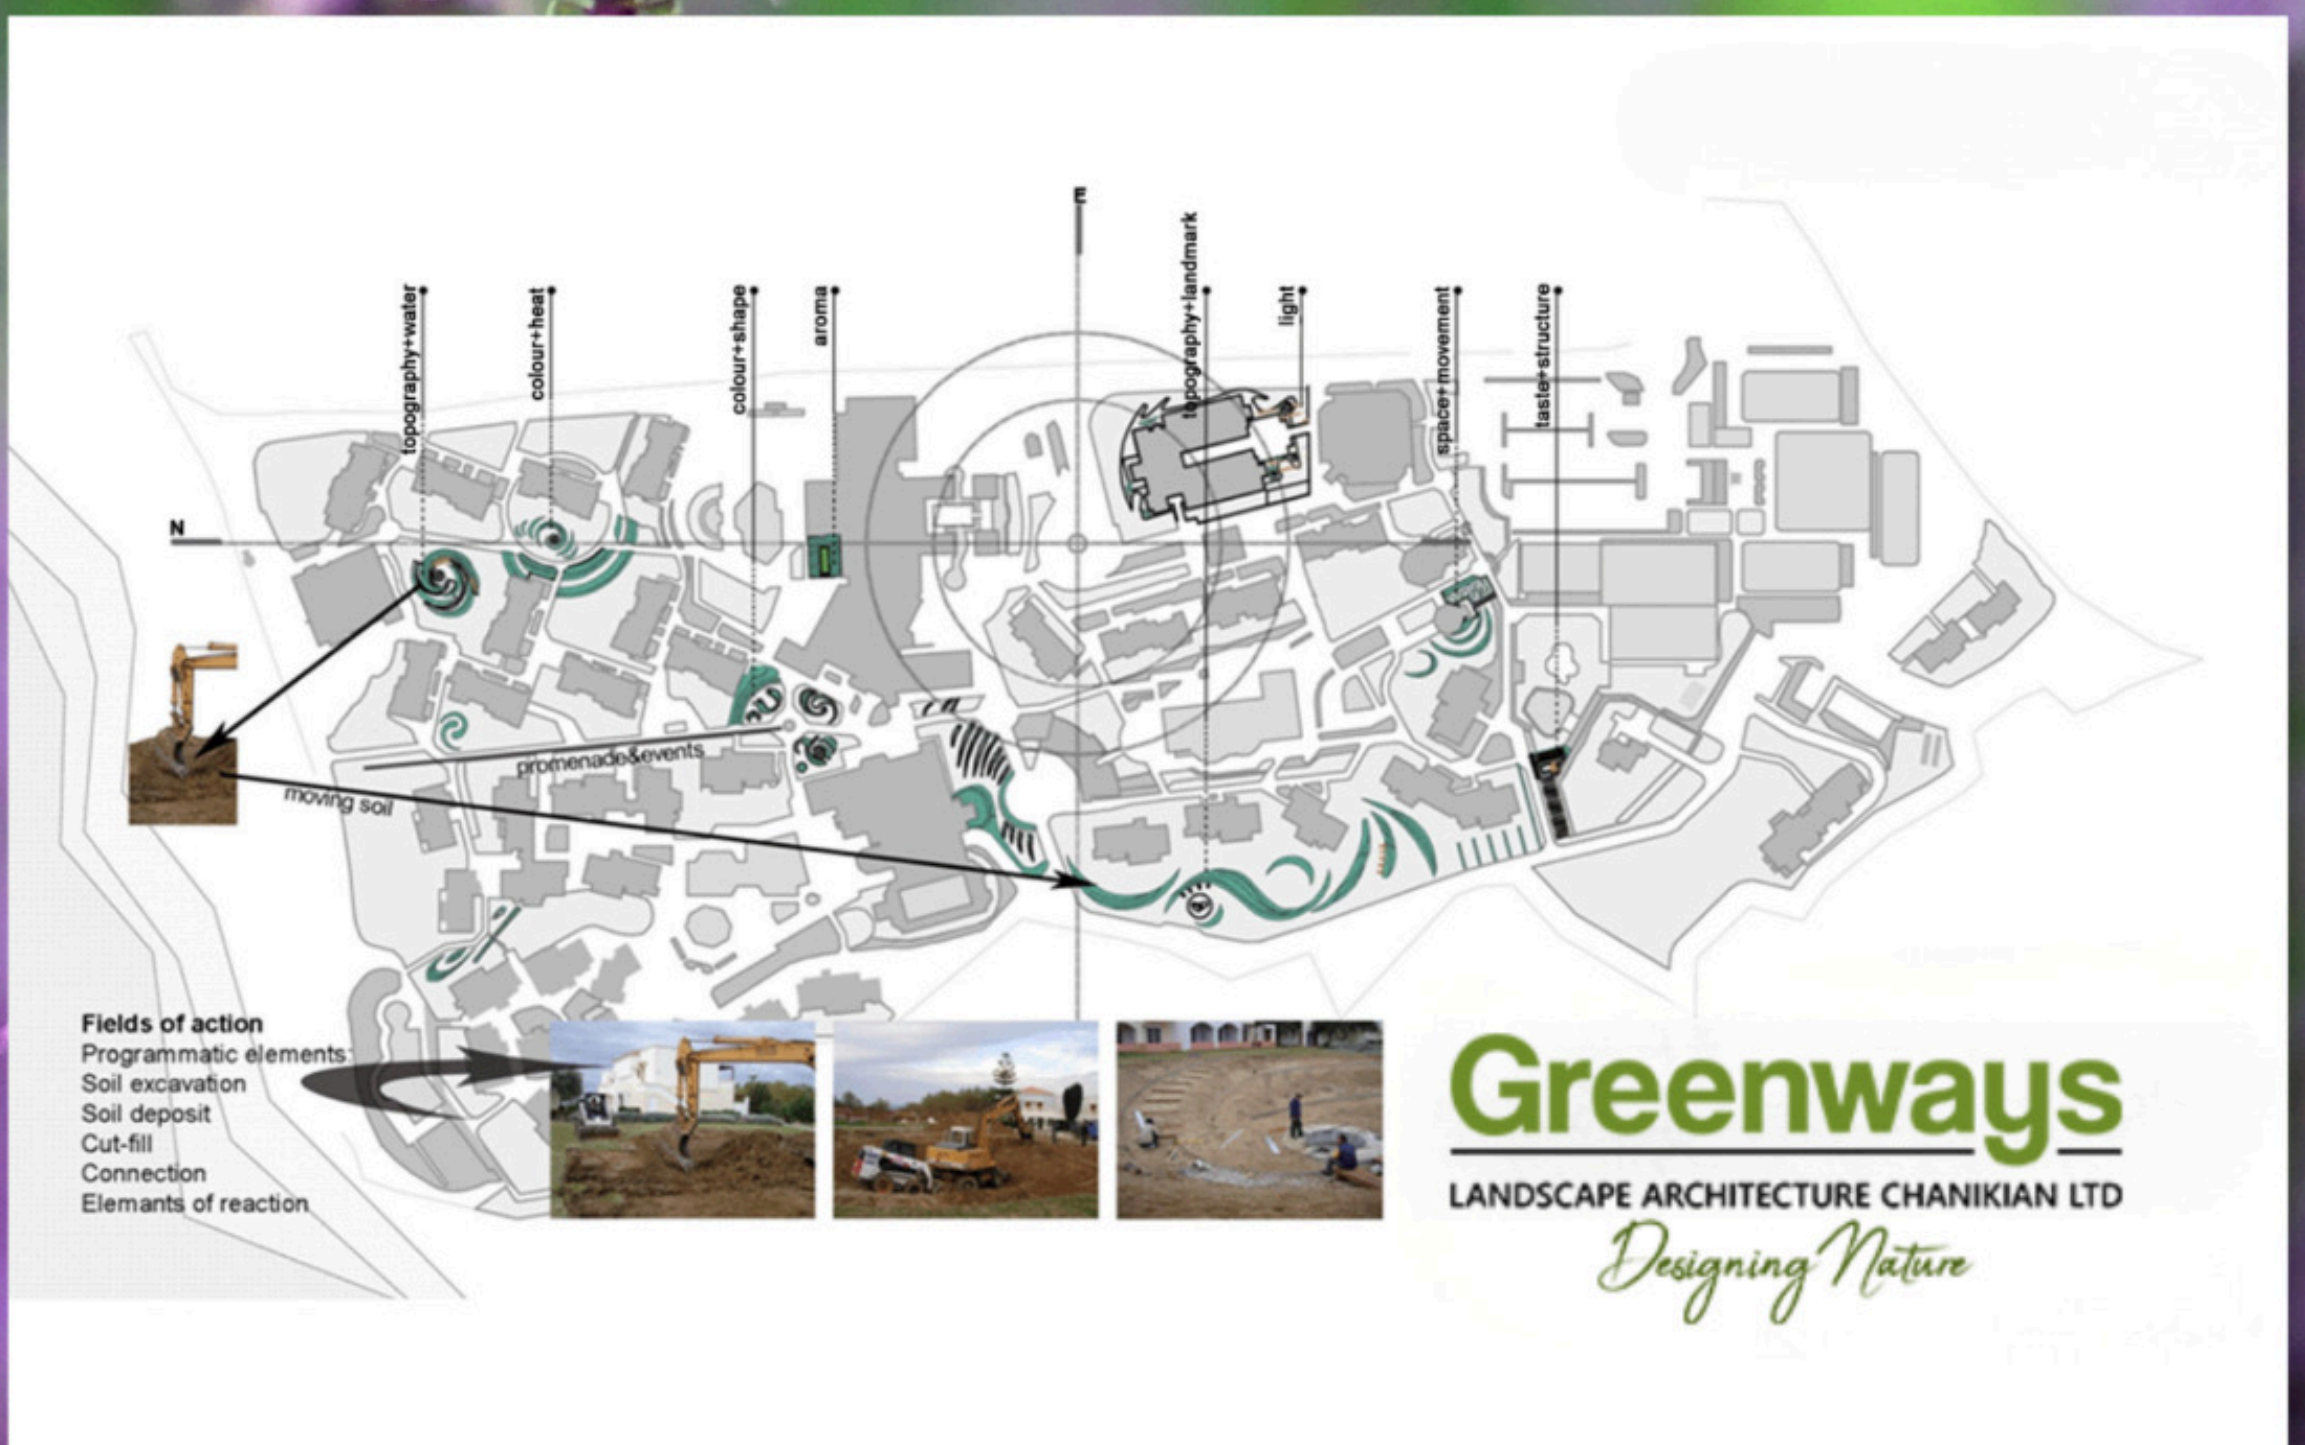 E
topography+water
colour+heat
colour+shape
aroma
topography+landmark
light
space+movement
taste+structure
N
promenade&events
moving soil
Fields of action
Programmatic elements:
Soil excavation
Soil deposit
Cut-fill
Connection
Elemants of reaction
Greenways
LANDSCAPE ARCHITECTURE CHANIKIAN LTD
Designing Nature